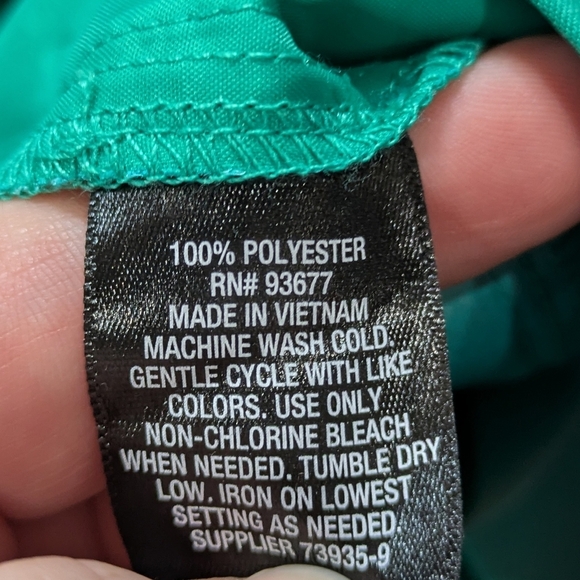 100% POLYESTER
RN# 93677
MADE IN VIETNAM
MACHINE WASH COLD.
GENTLE CYCLE WITH LIKE
COLORS. USE ONLY
NON-CHLORINE BLEACH
WHEN NEEDED. TUMBLE DRY
LOW. IRON ON LOWEST
SETTING AS NEEDED.
SUPPLIER 73935-9